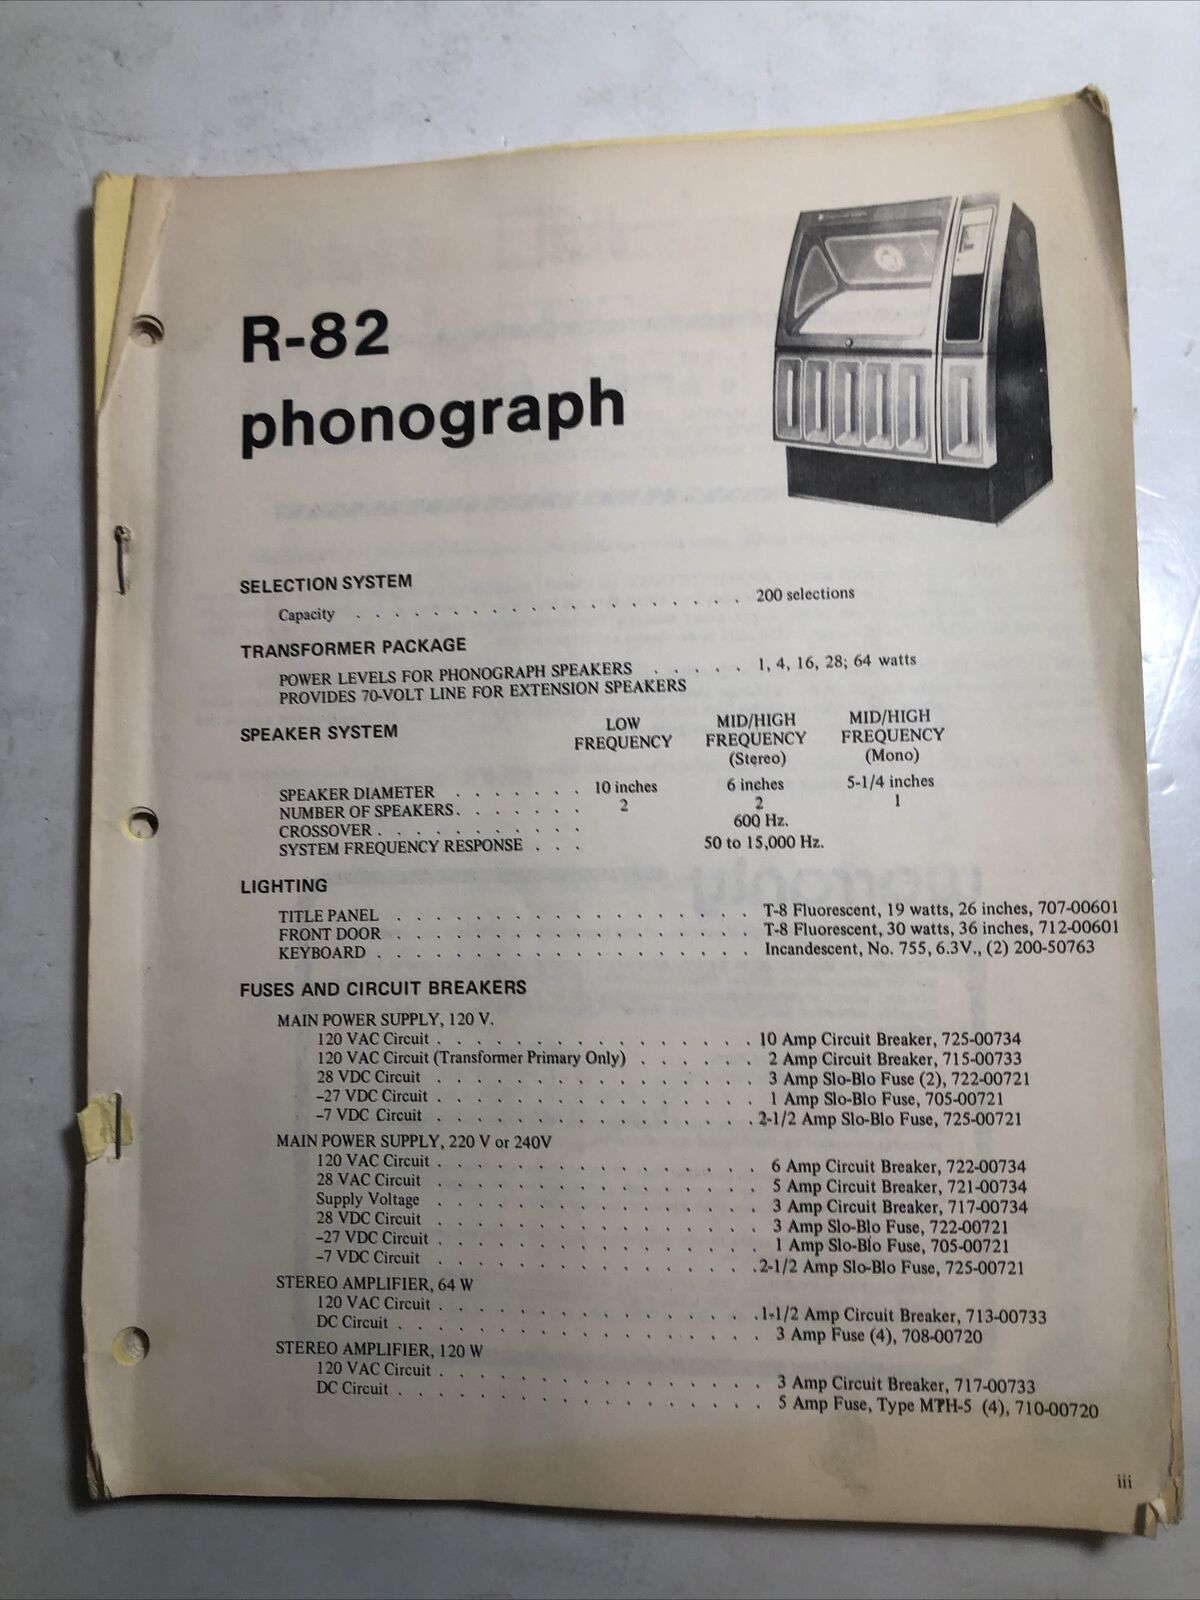 R-82
phonograph
SELECTION SYSTEM
Capacity . . . . . . . . . . . . . . . . . . . . 200 selections
TRANSFORMER PACKAGE
POWER LEVELS FOR PHONOGRAPH SPEAKERS . . . . . 1, 4, 16, 28; 64 watts
PROVIDES 70-VOLT LINE FOR EXTENSION SPEAKERS
SPEAKER SYSTEM LOW FREQUENCY MID/HIGH FREQUENCY (Stereo) MID/HIGH FREQUENCY (Mono)
SPEAKER DIAMETER . . . . . . . 10 inches 6 inches 5-1/4 inches
NUMBER OF SPEAKERS. . . . . . . 2 2 1
CROSSOVER . . . . . . . . . . . 600 Hz.
SYSTEM FREQUENCY RESPONSE . . . 50 to 15,000 Hz.
LIGHTING
TITLE PANEL . . . . . . . . . . . . . . . . . . . T-8 Fluorescent, 19 watts, 26 inches, 707-00601
FRONT DOOR . . . . . . . . . . . . . . . . . . . T-8 Fluorescent, 30 watts, 36 inches, 712-00601
KEYBOARD . . . . . . . . . . . . . . . . . . . . Incandescent, No. 755, 6.3V., (2) 200-50763
FUSES AND CIRCUIT BREAKERS
MAIN POWER SUPPLY, 120 V.
120 VAC Circuit . . . . . . . . . . . . . . . . . 10 Amp Circuit Breaker, 725-00734
120 VAC Circuit (Transformer Primary Only) . . . . . . 2 Amp Circuit Breaker, 715-00733
28 VDC Circuit . . . . . . . . . . . . . . . . . 3 Amp Slo-Blo Fuse (2), 722-00721
-27 VDC Circuit . . . . . . . . . . . . . . . . . 1 Amp Slo-Blo Fuse, 705-00721
-7 VDC Circuit . . . . . . . . . . . . . . . . . 2-1/2 Amp Slo-Blo Fuse, 725-00721
MAIN POWER SUPPLY, 220 V or 240V
120 VAC Circuit . . . . . . . . . . . . . . . . . 6 Amp Circuit Breaker, 722-00734
28 VAC Circuit . . . . . . . . . . . . . . . . . 5 Amp Circuit Breaker, 721-00734
Supply Voltage . . . . . . . . . . . . . . . . . 3 Amp Circuit Breaker, 717-00734
28 VDC Circuit . . . . . . . . . . . . . . . . . 3 Amp Slo-Blo Fuse, 722-00721
-27 VDC Circuit . . . . . . . . . . . . . . . . . 1 Amp Slo-Blo Fuse, 705-00721
-7 VDC Circuit . . . . . . . . . . . . . . . . . 2-1/2 Amp Slo-Blo Fuse, 725-00721
STEREO AMPLIFIER, 64 W
120 VAC Circuit . . . . . . . . . . . . . . . . . 1-1/2 Amp Circuit Breaker, 713-00733
DC Circuit . . . . . . . . . . . . . . . . . . . 3 Amp Fuse (4), 708-00720
STEREO AMPLIFIER, 120 W
120 VAC Circuit . . . . . . . . . . . . . . . . . 3 Amp Circuit Breaker, 717-00733
DC Circuit . . . . . . . . . . . . . . . . . . . 5 Amp Fuse, Type MTH-5 (4), 710-00720
iii